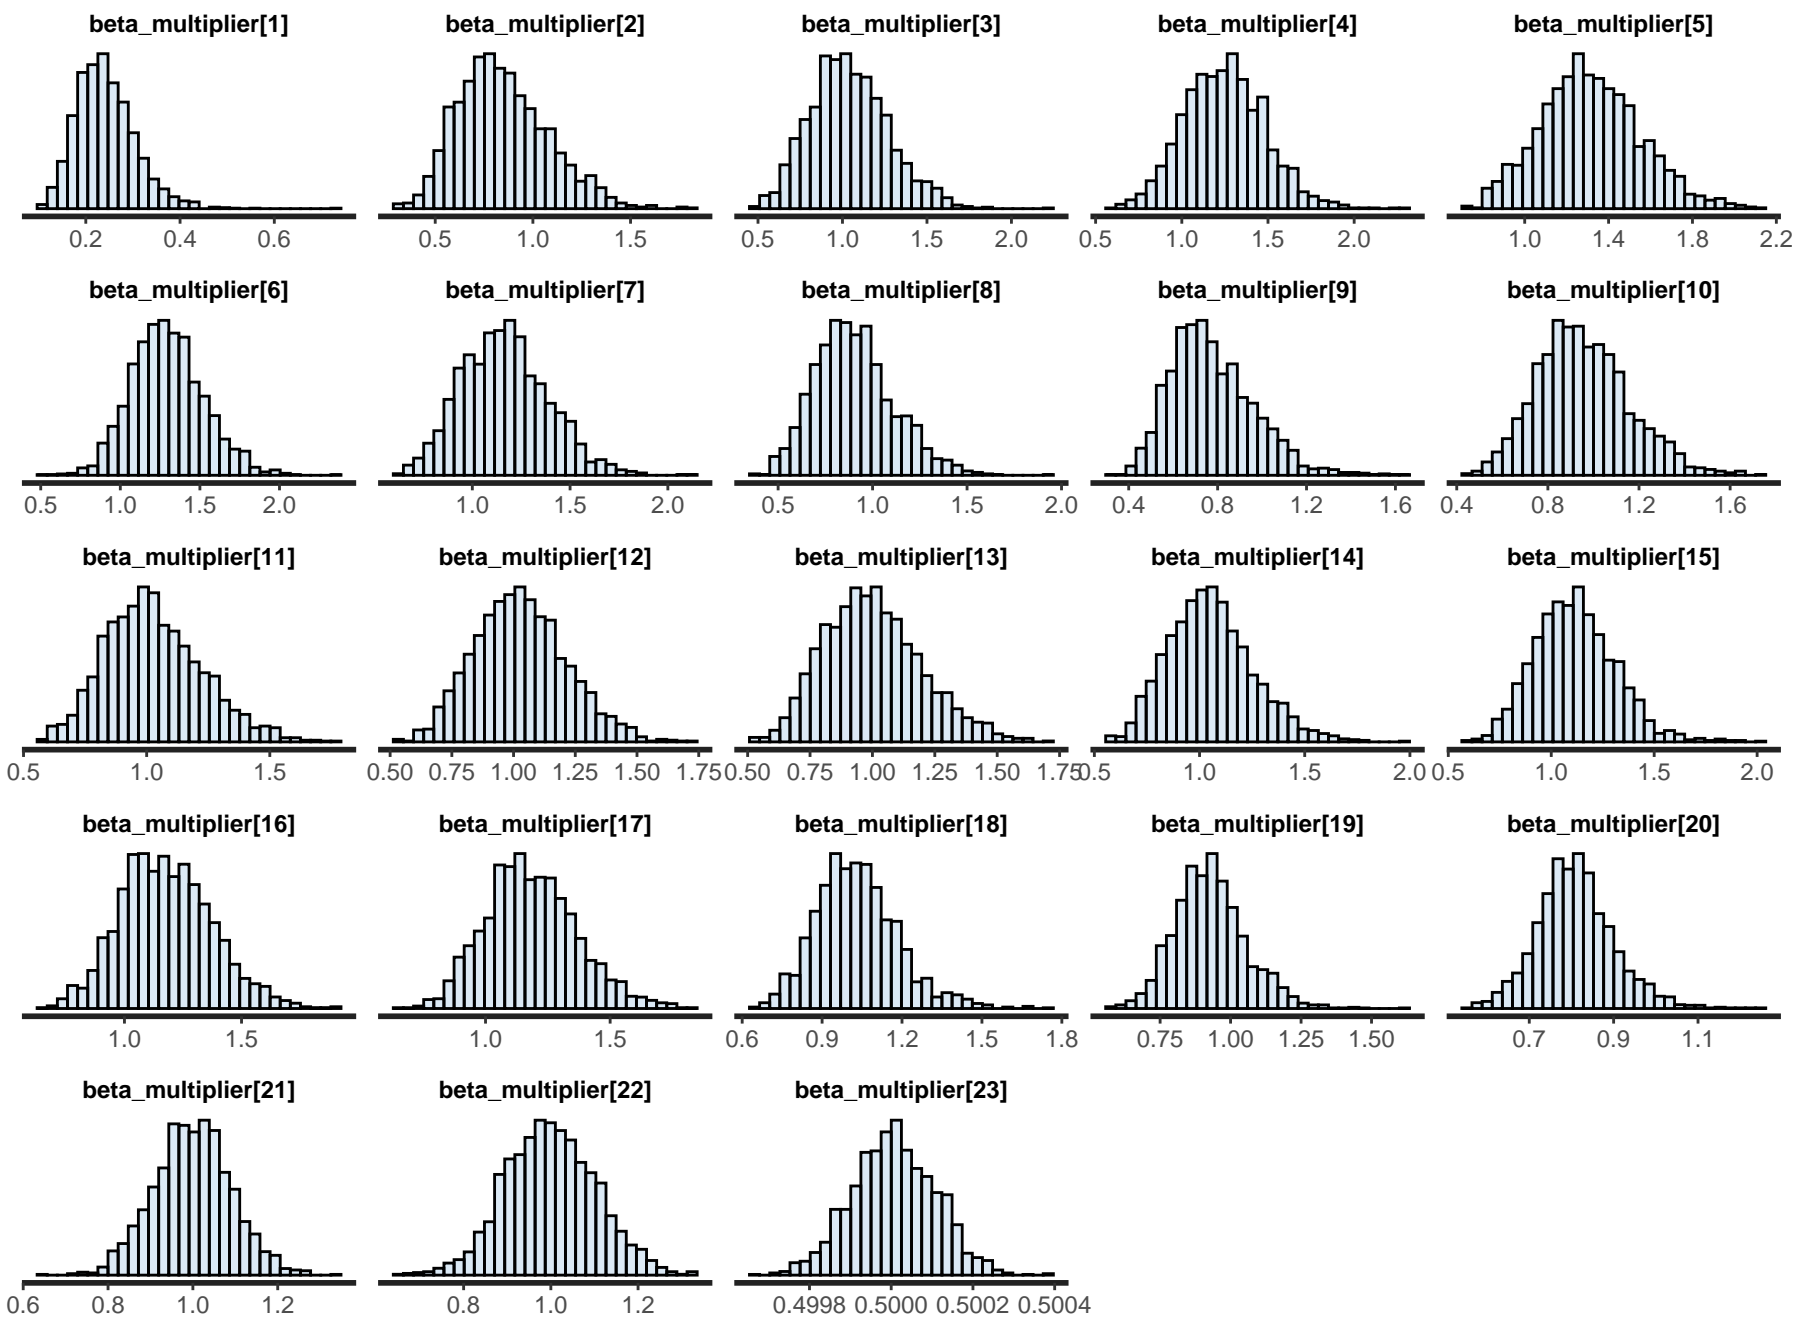 beta_multiplier[1] beta_multiplier[2] beta_multiplier[3] beta_multiplier[4] beta_multiplier[5]
0.2 0.4 0.6 0.5 1.0 1.5 0.5 1.0 1.5 2.0 0.5 1.0 1.5 2.0 1.0 1.4 1.8 2.2
beta_multiplier[6] beta_multiplier[7] beta_multiplier[8] beta_multiplier[9] beta_multiplier[10]
0.5 1.0 1.5 2.0 1.0 1.5 2.0 0.5 1.0 1.5 2.0 0.4 0.8 1.2 1.6 0.4 0.8 1.2 1.6
beta_multiplier[11] beta_multiplier[12] beta_multiplier[13] beta_multiplier[14] beta_multiplier[15]
0.5 1.0 1.5 0.50 0.75 1.00 1.25 1.50 1.75 0.50 0.75 1.00 1.25 1.50 1.75 0.5 1.0 1.5 2.0 0.5 1.0 1.5 2.0
beta_multiplier[16] beta_multiplier[17] beta_multiplier[18] beta_multiplier[19] beta_multiplier[20]
1.0 1.5 1.0 1.5 0.6 0.9 1.2 1.5 1.8 0.75 1.00 1.25 1.50 0.7 0.9 1.1
beta_multiplier[21] beta_multiplier[22] beta_multiplier[23]
0.6 0.8 1.0 1.2 0.8 1.0 1.2 0.4998 0.5000 0.5002 0.5004